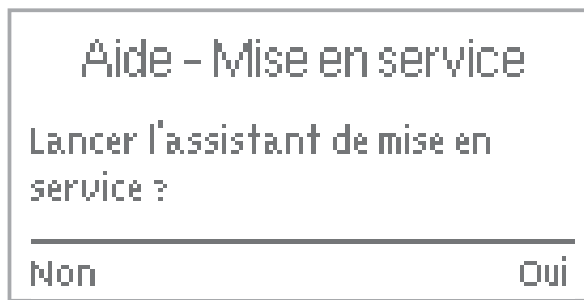 Aide - Mise en service
Lancer l'assistant de mise en
service ?
Non Oui